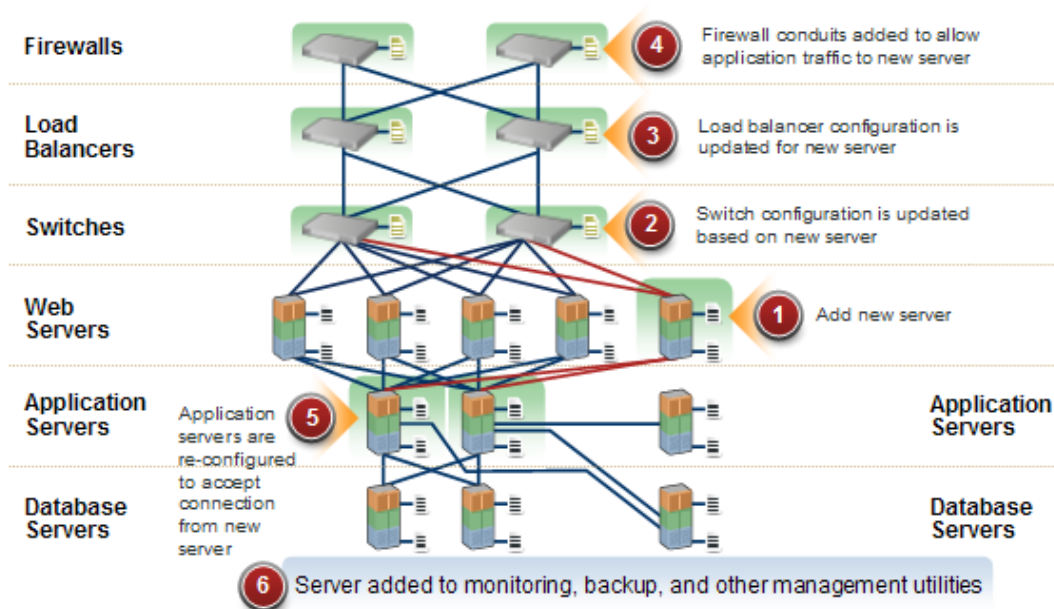 Firewalls
4
Firewall conduits added to allow
application traffic to new server
Load
Balancers
3
Load balancer configuration is
updated for new server
Switches
2
Switch configuration is updated
based on new server
Web
Servers
1
Add new server
Application
Servers
5
Application
servers are
re-configured
to accept
connection
from new
server
Application
Servers
Database
Servers
Database
Servers
6
Server added to monitoring, backup, and other management utilities